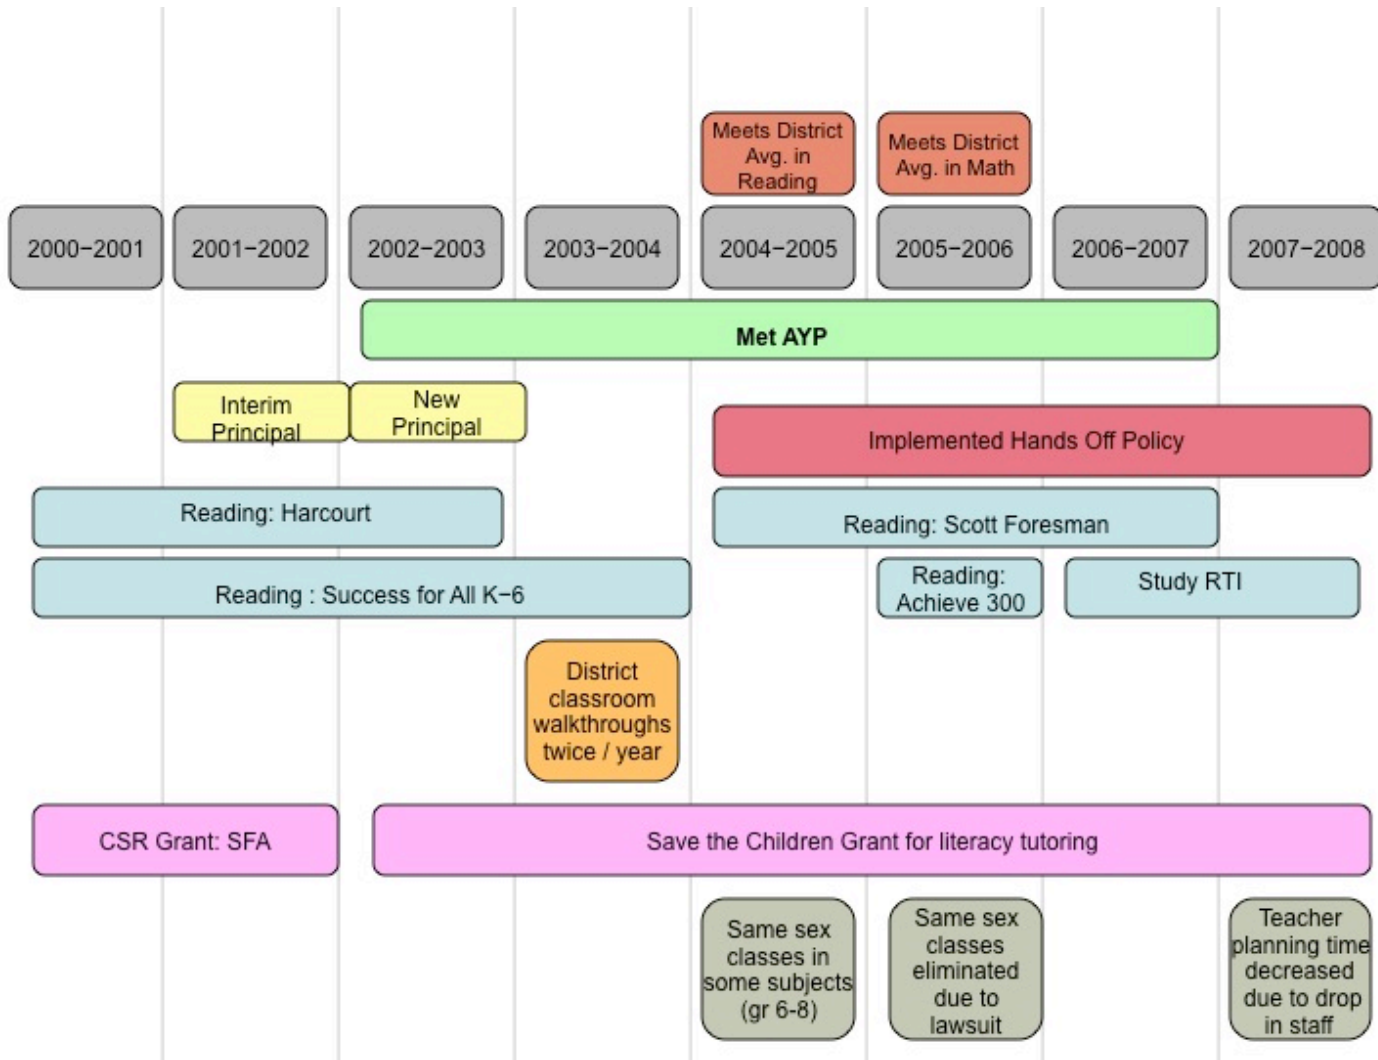 Meets District
Avg. in
Reading
Meets District
Avg. in Math
2000−2001
2001−2002
2002−2003
2003−2004
2004−2005
2005−2006
2006−2007
2007−2008
Met AYP
Interim
Principal
New
Principal
Implemented Hands Off Policy
Reading: Harcourt
Reading: Scott Foresman
Reading : Success for All K−6
Reading:
Achieve 300
Study RTI
District
classroom
walkthroughs
twice / year
CSR Grant: SFA
Save the Children Grant for literacy tutoring
Same sex
classes in
some subjects
(gr 6-8)
Same sex
classes
eliminated
due to
lawsuit
Teacher
planning time
decreased
due to drop
in staff